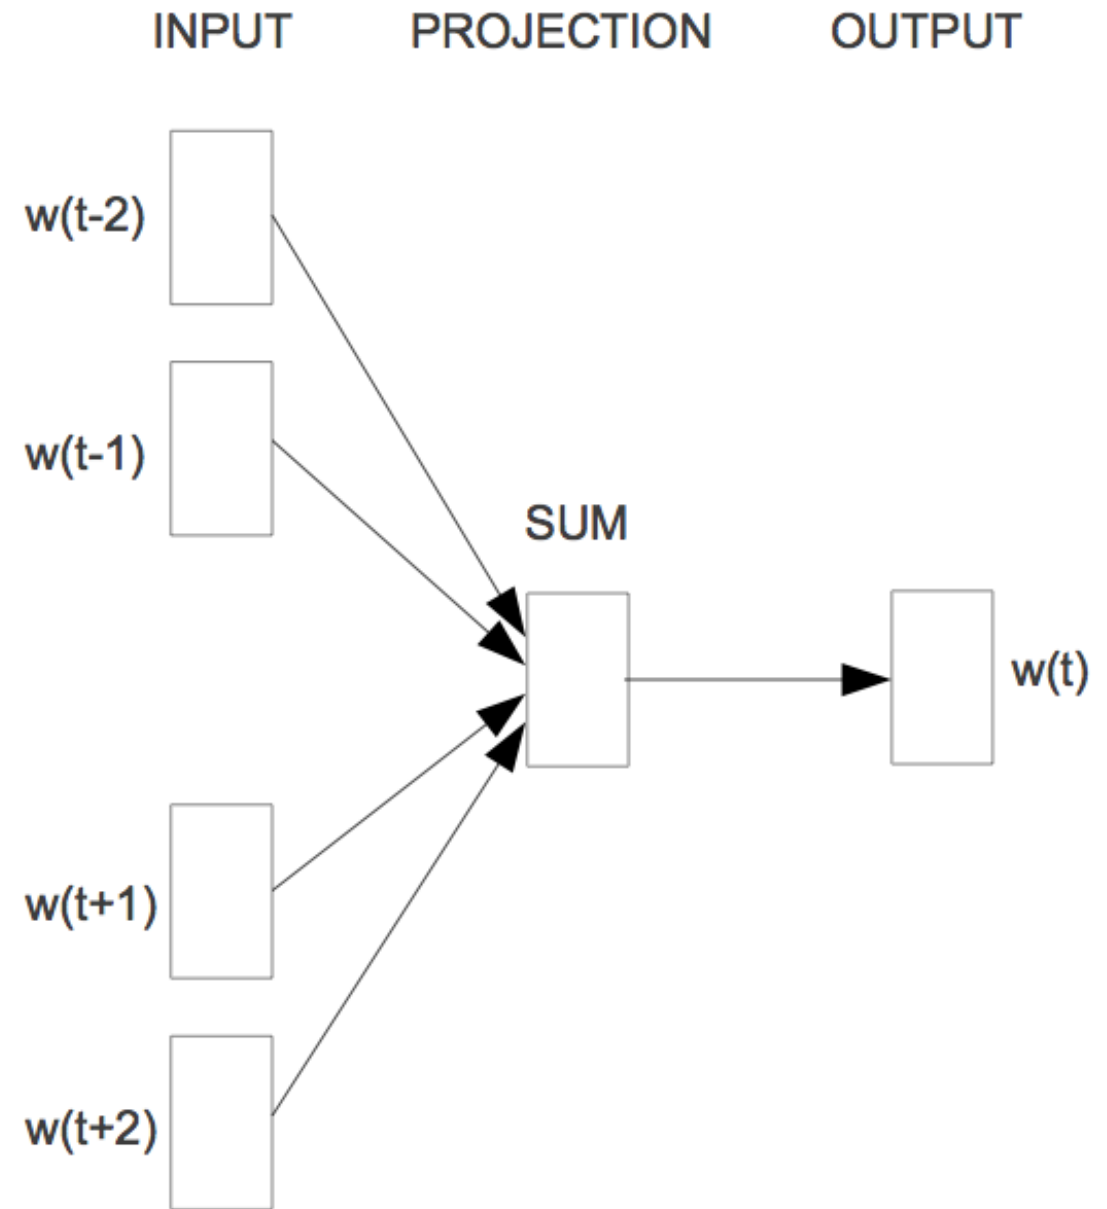 INPUT PROJECTION OUTPUT
w(t-2)
w(t-1)
SUM
w(t)
w(t+1)
w(t+2)